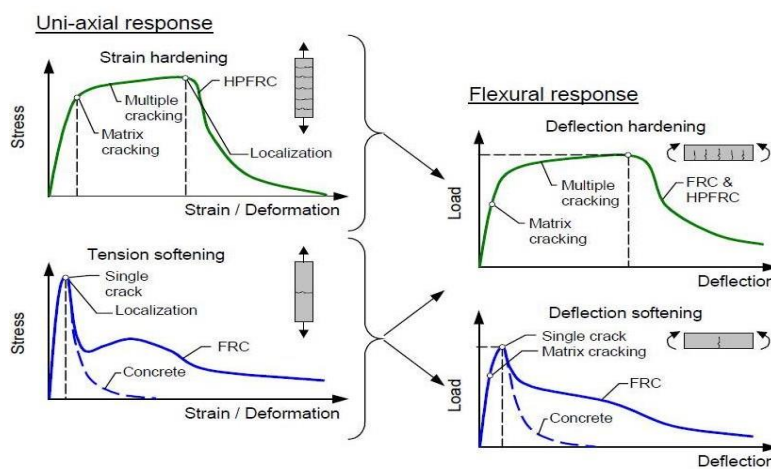 Uni-axial response
Strain hardening
HPFRC
Multiple
cracking
Matrix
cracking
Localization
Stress
Strain / Deformation
Tension softening
Single
crack
Localization
FRC
Concrete
Stress
Strain / Deformation
Flexural response
Deflection hardening
Multiple
cracking
FRC &
HPFRC
Matrix
cracking
Load
Deflection
Deflection softening
Single crack
Matrix cracking
FRC
Concrete
Load
Deflection